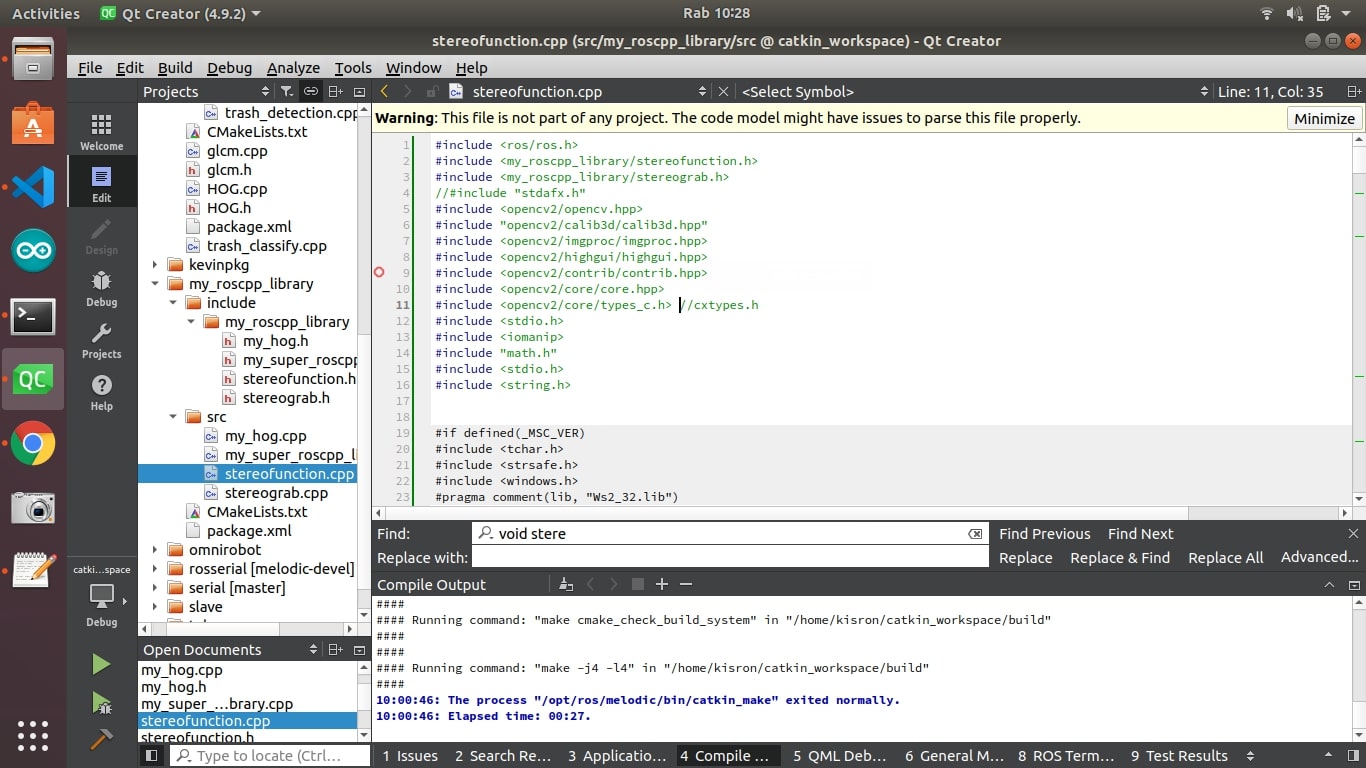 Activities
Qt Creator (4.9.2)
Rab 10:28
stereofunction.cpp (src/my_roscpp_library/src @ catkin_workspace) - Qt Creator
File Edit Build Debug Analyze Tools Window Help
Projects
stereofunction.cpp
<Select Symbol>
Line: 11, Col: 35
Warning: This file is not part of any project. The code model might have issues to parse this file properly.
Minimize
Welcome
Edit
Design
Debug
Projects
Help
catki...space
Debug
trash_detection.cpp
CMakeLists.txt
glcm.cpp
glcm.h
HOG.cpp
HOG.h
package.xml
trash_classify.cpp
kevinpkg
my_roscpp_library
include
my_roscpp_library
my_hog.h
my_super_roscpp
stereofunction.h
stereograb.h
src
my_hog.cpp
my_super_roscpp_l
stereofunction.cpp
stereograb.cpp
CMakeLists.txt
package.xml
omnirobot
rosserial [melodic-devel]
serial [master]
slave
Open Documents
my_hog.cpp
my_hog.h
my_super_...brary.cpp
stereofunction.cpp
stereofunction.h
1 #include <ros/ros.h>
2 #include <my_roscpp_library/stereofunction.h>
3 #include <my_roscpp_library/stereograb.h>
4 //#include "stdafx.h"
5 #include <opencv2/opencv.hpp>
6 #include "opencv2/calib3d/calib3d.hpp"
7 #include <opencv2/imgproc/imgproc.hpp>
8 #include <opencv2/highgui/highgui.hpp>
9 #include <opencv2/contrib/contrib.hpp>
10 #include <opencv2/core/core.hpp>
11 #include <opencv2/core/types_c.h> //cxtypes.h
12 #include <stdio.h>
13 #include <iomanip>
14 #include "math.h"
15 #include <stdio.h>
16 #include <string.h>
17
18
19 #if defined(_MSC_VER)
20 #include <tchar.h>
21 #include <strsafe.h>
22 #include <windows.h>
23 #pragma comment(lib, "Ws2_32.lib")
Find: void stere
Find Previous Find Next
Replace with:
Replace Replace & Find Replace All Advanced...
Compile Output
####
#### Running command: "make cmake_check_build_system" in "/home/kisron/catkin_workspace/build"
####
####
#### Running command: "make -j4 -l4" in "/home/kisron/catkin_workspace/build"
####
10:00:46: The process "/opt/ros/melodic/bin/catkin_make" exited normally.
10:00:46: Elapsed time: 00:27.
Type to locate (Ctrl...
1 Issues 2 Search Re... 3 Applicatio... 4 Compile ... 5 QML Deb... 6 General M... 8 ROS Term... 9 Test Results